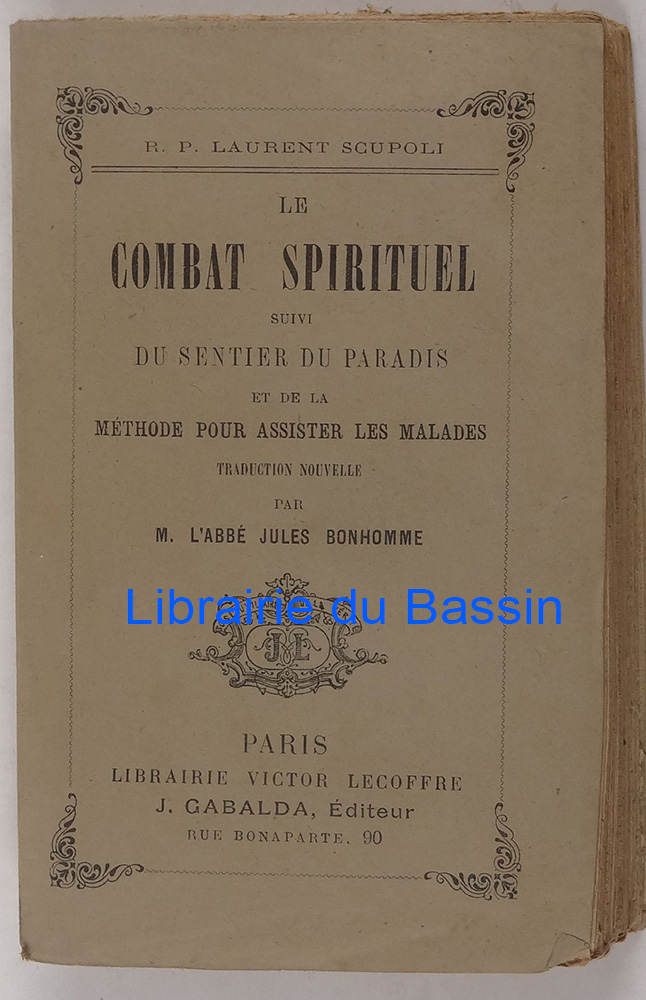 R. P. LAURENT SCUPOLI
LE
COMBAT SPIRITUEL
SUIVI
DU SENTIER DU PARADIS
ET DE LA
MÉTHODE POUR ASSISTER LES MALADES
TRADUCTION NOUVELLE
PAR
M. L'ABBÉ JULES BONHOMME
Librairie du Bassin
JL
PARIS
LIBRAIRIE VICTOR LECOFFRE
J. GABALDA, Éditeur
RUE BONAPARTE, 90